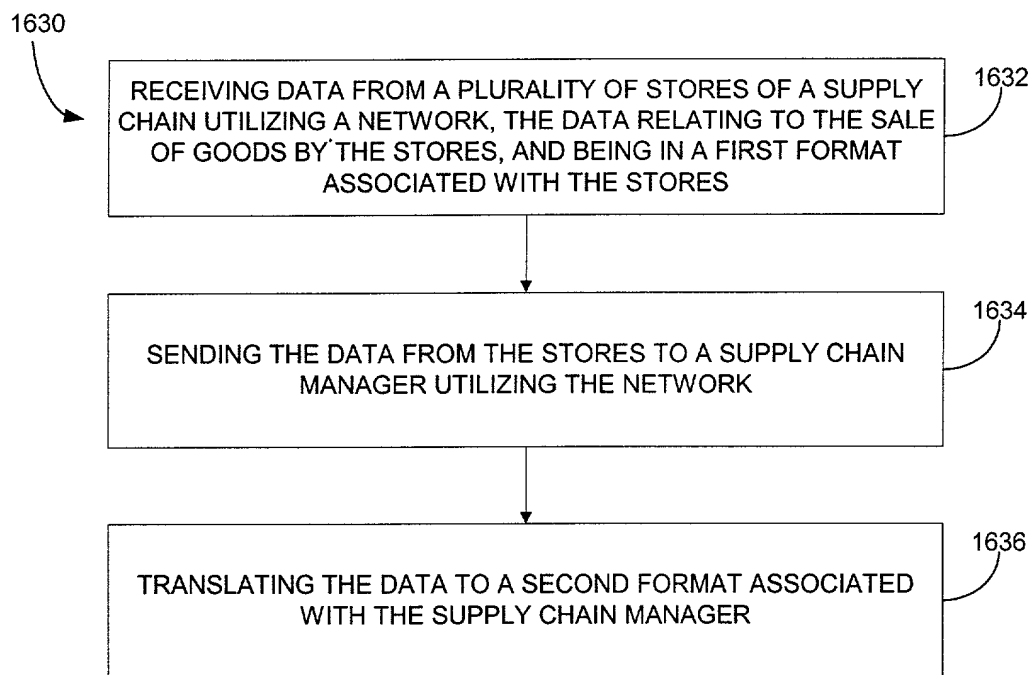 1630
RECEIVING DATA FROM A PLURALITY OF STORES OF A SUPPLY
CHAIN UTILIZING A NETWORK, THE DATA RELATING TO THE SALE
OF GOODS BY THE STORES, AND BEING IN A FIRST FORMAT
ASSOCIATED WITH THE STORES
1632
SENDING THE DATA FROM THE STORES TO A SUPPLY CHAIN
MANAGER UTILIZING THE NETWORK
1634
TRANSLATING THE DATA TO A SECOND FORMAT ASSOCIATED
WITH THE SUPPLY CHAIN MANAGER
1636